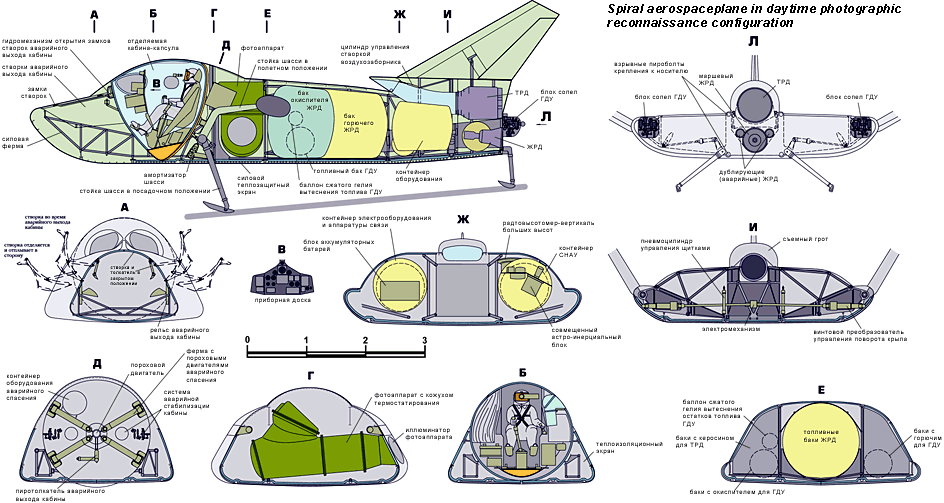 Spiral aerospaceplane in daytime photographic
reconnaissance configuration
А
Б
Г
Е
Ж
И
Д
гидромеханизм открытия замков
створок аварийного
выхода кабины
отделяемая
кабина-капсула
фотоаппарат
стойка шасси в
полетном положении
цилиндр управления
створкой
воздухозаборника
створки аварийного
выхода кабины
замки
створок
В
силовая
ферма
бак
окислителя
ЖРД
бак
горючего
ЖРД
ТРД
блок сопел
ГДУ
Л
ЖРД
амортизатор
шасси
стойка шасси в посадочном положении
силовой
теплозащитный
экран
топливный бак ГДУ
баллон сжатого гелия
вытеснения топлива ГДУ
контейнер
оборудования
Л
взрывные пироболты
крепления к носителю
маршевый
ЖРД
ТРД
блок сопел ГДУ
блок сопел ГДУ
дублирующие
(аварийные) ЖРД
А
створка во время
аварийного выхода
кабины
створка отделяется
и отплывает в
сторону
створка и
толкатель в
закрытом
положении
рельс аварийного
выхода кабины
В
приборная доска
Ж
контейнер электрооборудования
и аппаратуры связи
блок аккумуляторных
батарей
радтовысотомер-вертикаль
больших высот
контейнер
СНАУ
совмещенный
астро-инерциальный
блок
И
пневмоцилиндр
управления щитками
съемный грот
электромеханизм
винтовой преобразователь
управления поворота крыла
0 1 2 3
Д
контейнер
оборудования
аварийного
спасения
пороховой
двигатель
ферма с
пороховыми
двигателями
аварийного
спасения
система
аварийной
стабилизации
кабины
пиротолкатель аварийного
выхода кабины
Г
фотоаппарат с кожухом
термостатирования
иллюминатор
фотоаппарата
Б
теплоизоляционный
экран
Е
баллон сжатого
гелия вытеснения
остатков топлива
ГДУ
баки с керосином
для ТРД
топливные
баки ЖРД
баки с
горючим
для ГДУ
баки с окислителем для ГДУ